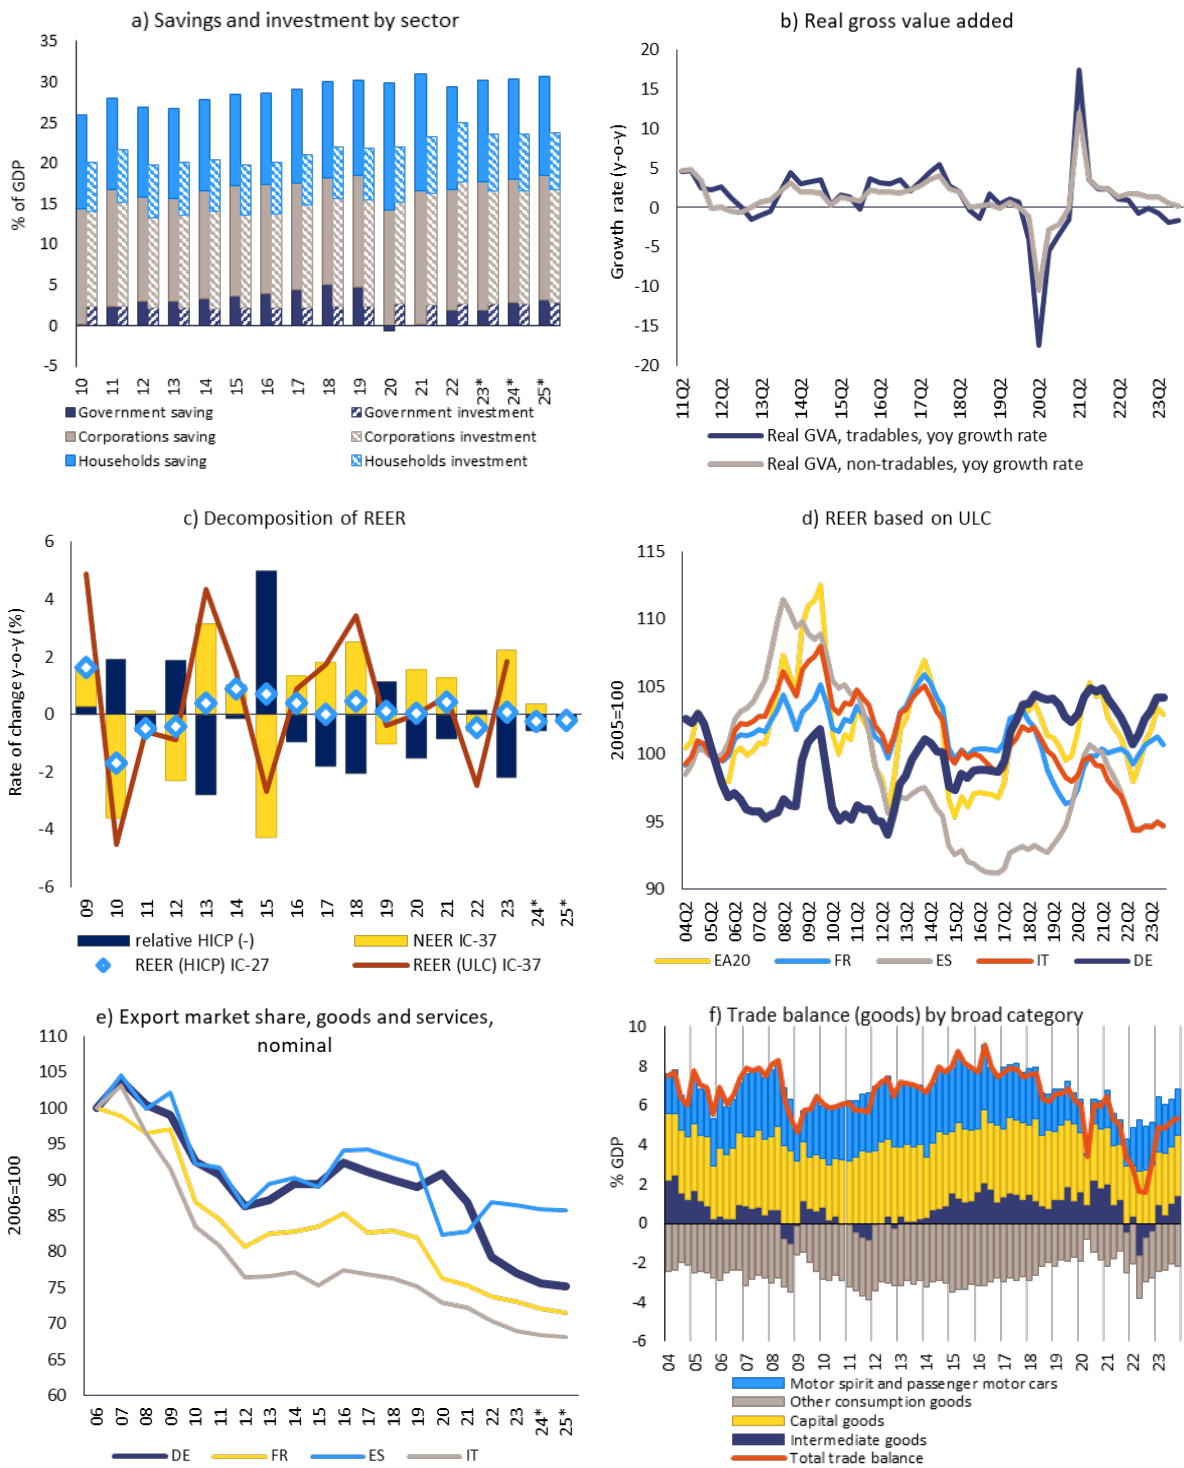 a) Savings and investment by sector
35
30
25
20
15
10
5
0
-5
% of GDP
10 11 12 13 14 15 16 17 18 19 20 21 22 23* 24* 25*
Government saving Government investment
Corporations saving Corporations investment
Households saving Households investment
b) Real gross value added
20
15
10
5
0
-5
-10
-15
-20
Growth rate (y-o-y)
11Q2 12Q2 13Q2 14Q2 15Q2 16Q2 17Q2 18Q2 19Q2 20Q2 21Q2 22Q2 23Q2
Real GVA, tradables, yoy growth rate
Real GVA, non-tradables, yoy growth rate
c) Decomposition of REER
6
4
2
0
-2
-4
-6
Rate of change y-o-y (%)
09 10 11 12 13 14 15 16 17 18 19 20 21 22 23 24* 25*
relative HICP (-) NEER IC-37
REER (HICP) IC-27 REER (ULC) IC-37
d) REER based on ULC
115
110
105
100
95
90
2005=100
04Q2 05Q2 06Q2 07Q2 08Q2 09Q2 10Q2 11Q2 12Q2 13Q2 14Q2 15Q2 16Q2 17Q2 18Q2 19Q2 20Q2 21Q2 22Q2 23Q2
EA20 FR ES IT DE
e) Export market share, goods and services,
nominal
110
105
100
95
90
85
80
75
70
65
60
2006=100
06 07 08 09 10 11 12 13 14 15 16 17 18 19 20 21 22 23 24* 25*
DE FR ES IT
f) Trade balance (goods) by broad category
10
8
6
4
2
0
-2
-4
-6
% GDP
04 05 06 07 08 09 10 11 12 13 14 15 16 17 18 19 20 21 22 23
Motor spirit and passenger motor cars
Other consumption goods
Capital goods
Intermediate goods
Total trade balance